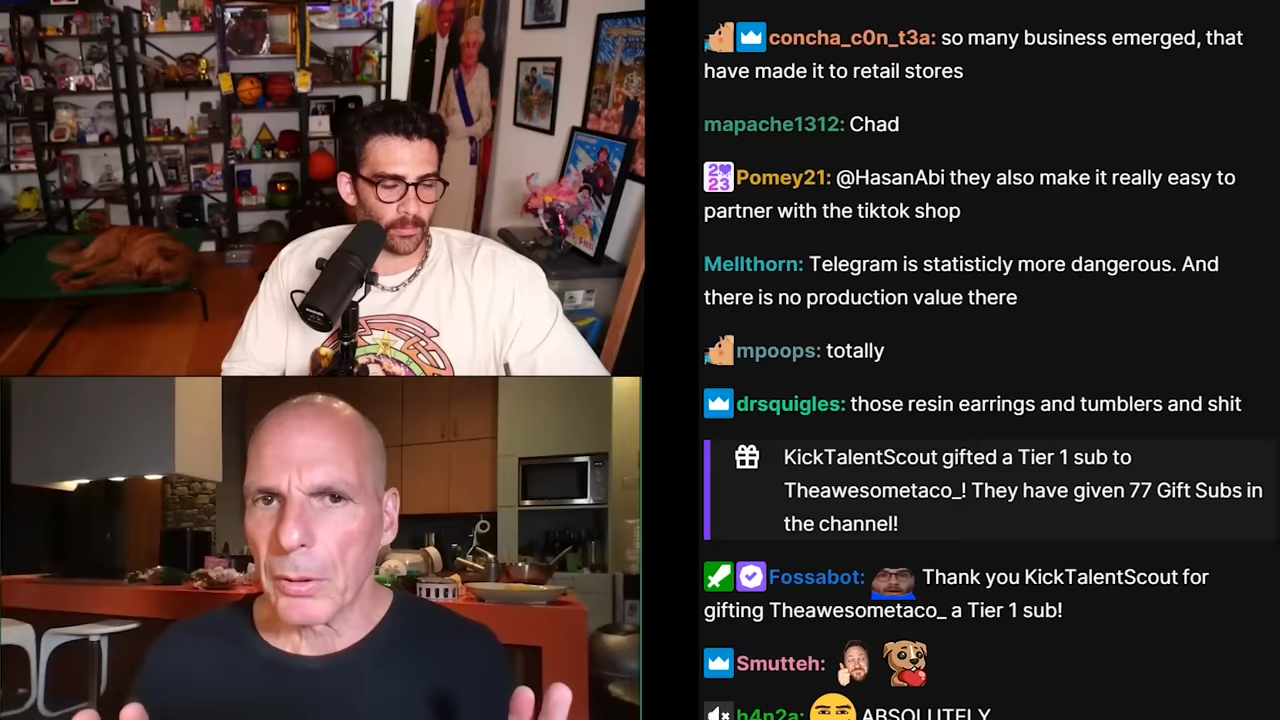 concha_c0n_t3a: so many business emerged, that
have made it to retail stores
mapache1312: Chad
2023 Pomey21: @HasanAbi they also make it really easy to
partner with the tiktok shop
Mellthorn: Telegram is statisticly more dangerous. And
there is no production value there
mpoops: totally
drsquigles: those resin earrings and tumblers and shit
KickTalentScout gifted a Tier 1 sub to
Theawesometaco_! They have given 77 Gift Subs in
the channel!
Fossabot: Thank you KickTalentScout for
gifting Theawesometaco_ a Tier 1 sub!
Smutteh:
h4n2a: ABSOLUTELY